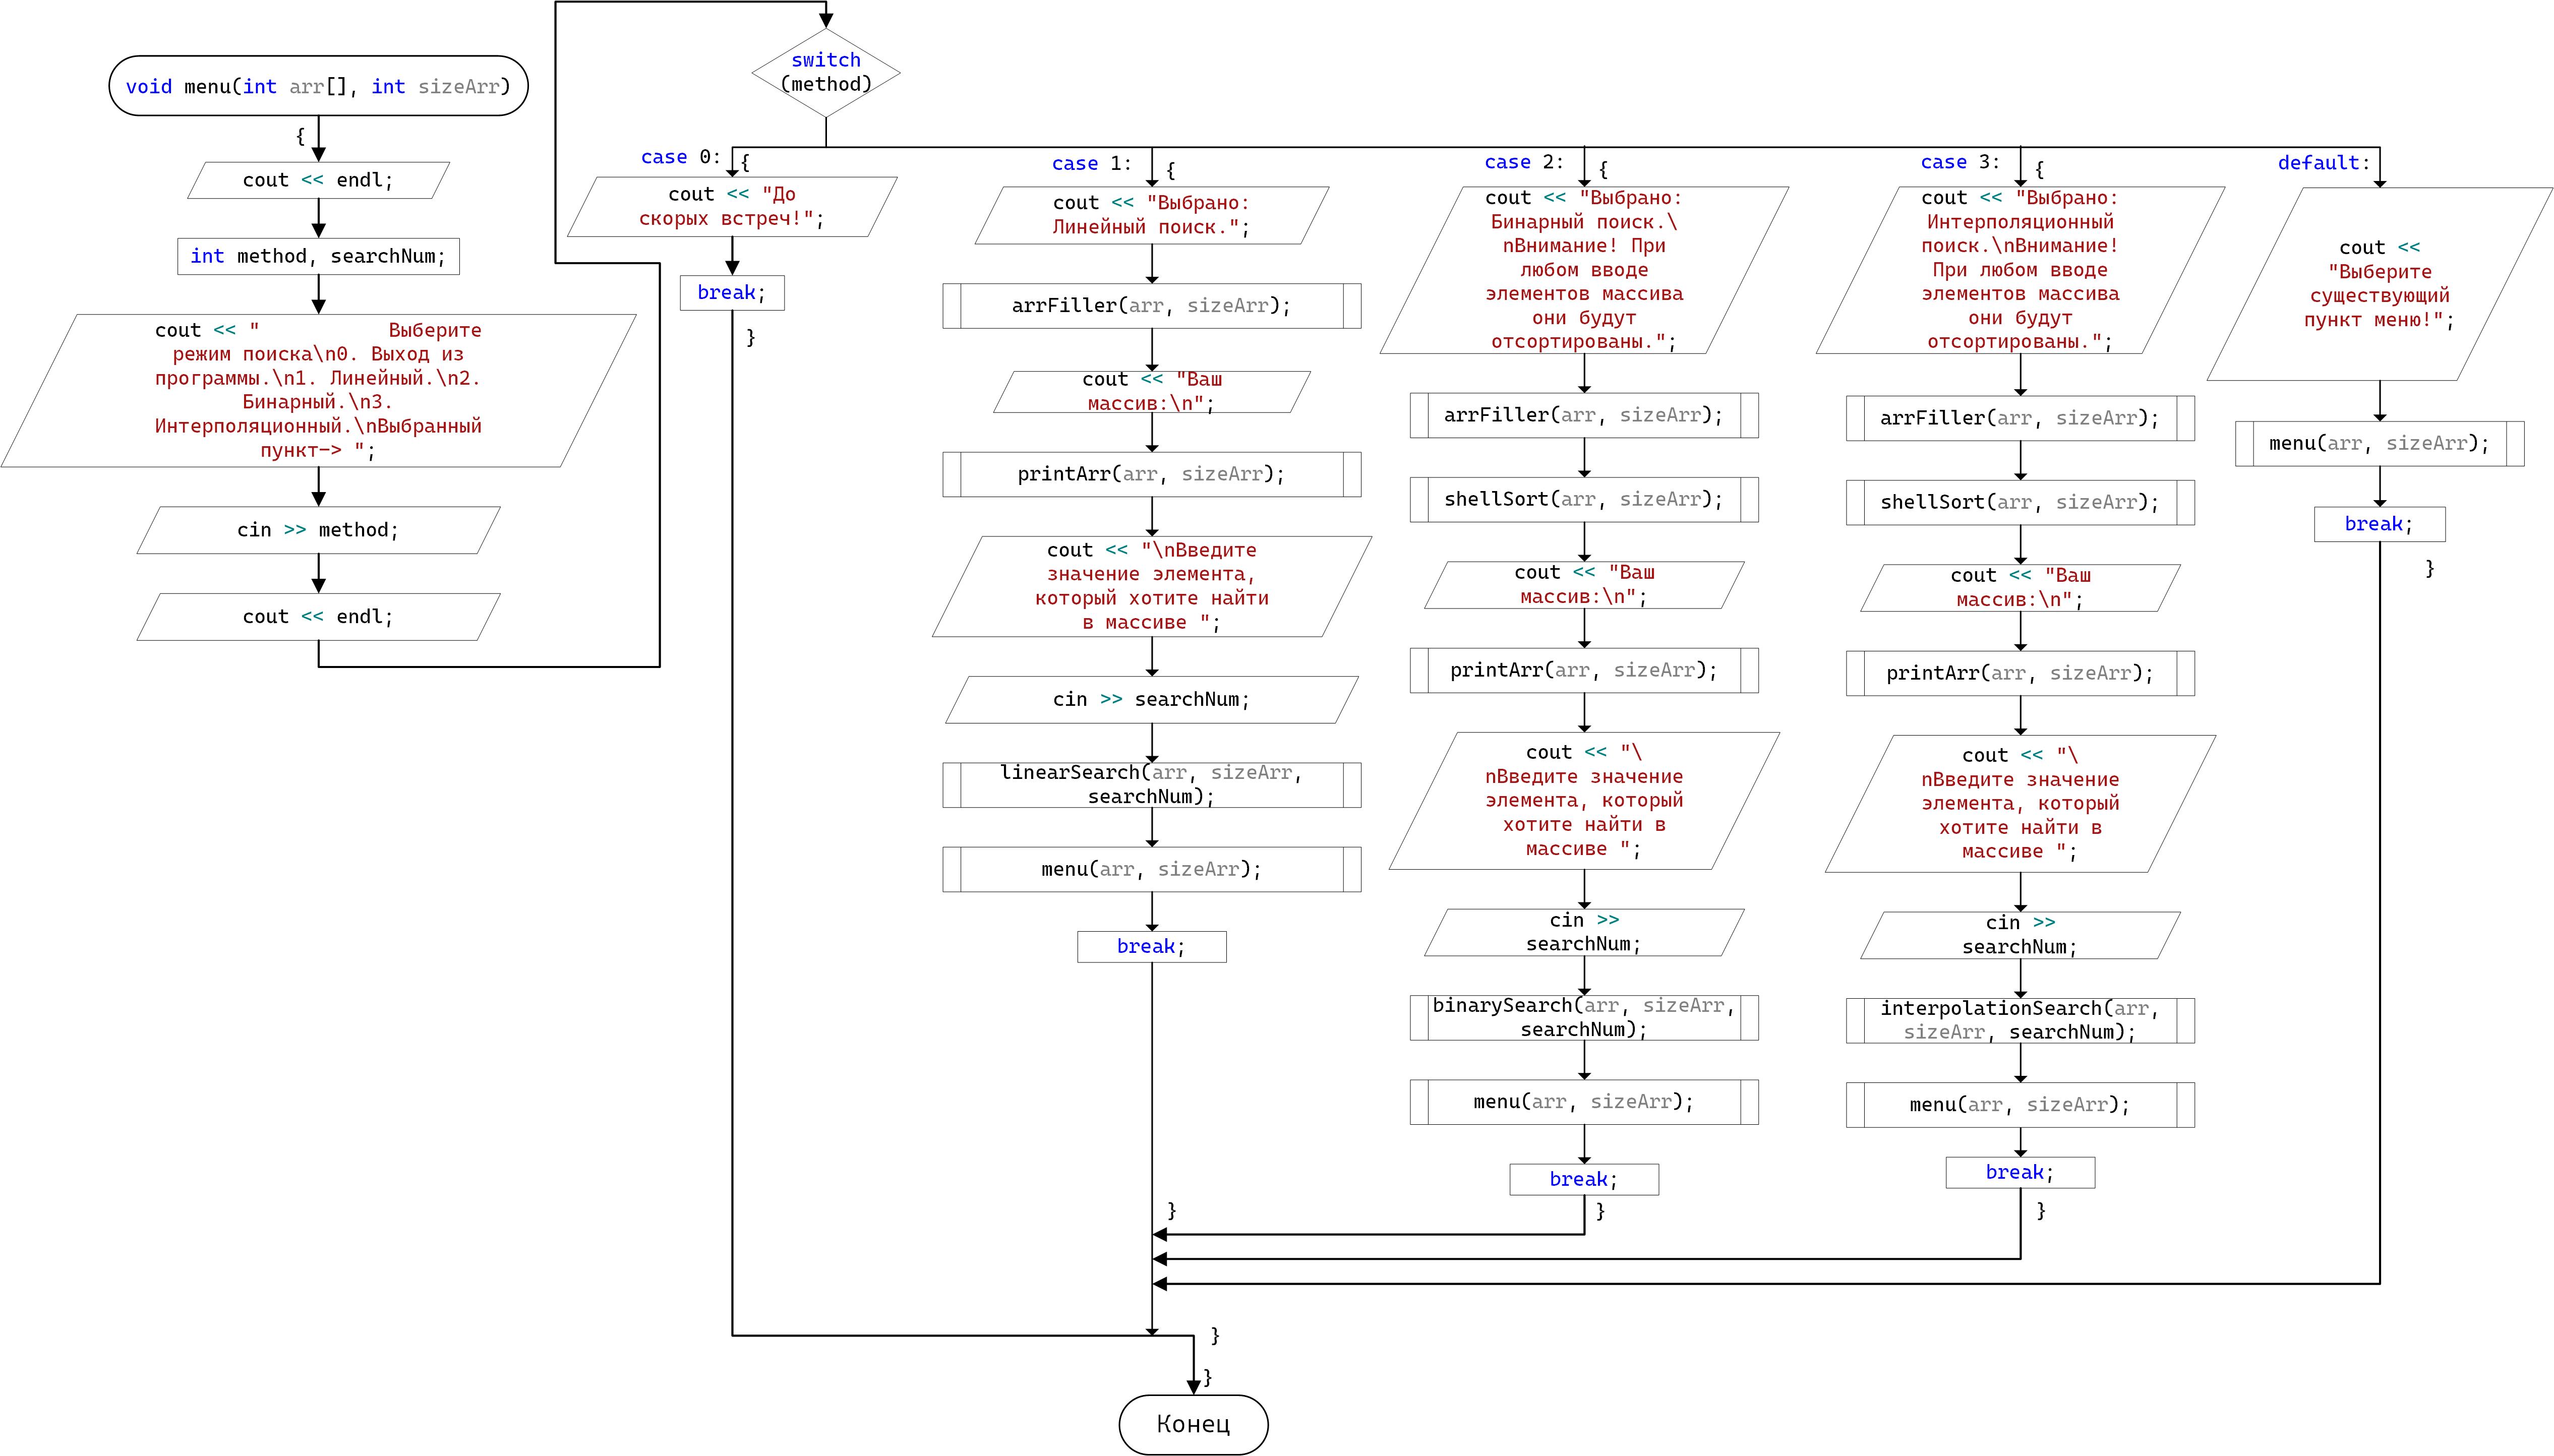 void menu(int arr[], int sizeArr)
{
cout << endl;
int method, searchNum;
cout << "           Выберите
режим поиска\n0. Выход из
программы.\n1. Линейный.\n2.
Бинарный.\n3.
Интерполяционный.\nВыбранный
пункт-> ";
cin >> method;
cout << endl;
switch
(method)
case 0:
{
cout << "До
скорых встреч!";
break;
}
case 1:
{
cout << "Выбрано:
Линейный поиск.";
arrFiller(arr, sizeArr);
cout << "Ваш
массив:\n";
printArr(arr, sizeArr);
cout << "\nВведите
значение элемента,
который хотите найти
в массиве ";
cin >> searchNum;
linearSearch(arr, sizeArr,
searchNum);
menu(arr, sizeArr);
break;
}
case 2:
{
cout << "Выбрано:
Бинарный поиск.\
nВнимание! При
любом вводе
элементов массива
они будут
отсортированы.";
arrFiller(arr, sizeArr);
shellSort(arr, sizeArr);
cout << "Ваш
массив:\n";
printArr(arr, sizeArr);
cout << "\
nВведите значение
элемента, который
хотите найти в
массиве ";
cin >>
searchNum;
binarySearch(arr, sizeArr,
searchNum);
menu(arr, sizeArr);
break;
}
case 3:
{
cout << "Выбрано:
Интерполяционный
поиск.\nВнимание!
При любом вводе
элементов массива
они будут
отсортированы.";
arrFiller(arr, sizeArr);
shellSort(arr, sizeArr);
cout << "Ваш
массив:\n";
printArr(arr, sizeArr);
cout << "\
nВведите значение
элемента, который
хотите найти в
массиве ";
cin >>
searchNum;
interpolationSearch(arr,
sizeArr, searchNum);
menu(arr, sizeArr);
break;
}
default:
cout <<
"Выберите
существующий
пункт меню!";
menu(arr, sizeArr);
break;
}
}
}
Конец